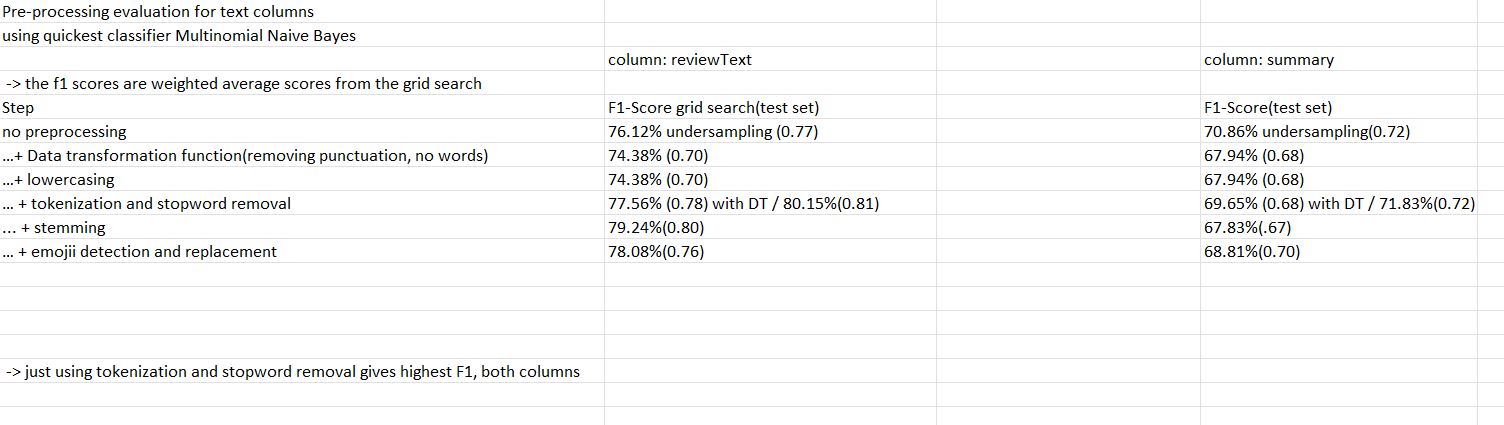 Pre-processing evaluation for text columns
using quickest classifier Multinomial Naive Bayes
column: reviewText column: summary
-> the f1 scores are weighted average scores from the grid search
Step F1-Score grid search(test set) F1-Score(test set)
no preprocessing 76.12% undersampling (0.77) 70.86% undersampling(0.72)
...+ Data transformation function(removing punctuation, no words) 74.38% (0.70) 67.94% (0.68)
...+ lowercasing 74.38% (0.70) 67.94% (0.68)
... + tokenization and stopword removal 77.56% (0.78) with DT / 80.15%(0.81) 69.65% (0.68) with DT / 71.83%(0.72)
... + stemming 79.24%(0.80) 67.83%(.67)
... + emojii detection and replacement 78.08%(0.76) 68.81%(0.70)
-> just using tokenization and stopword removal gives highest F1, both columns